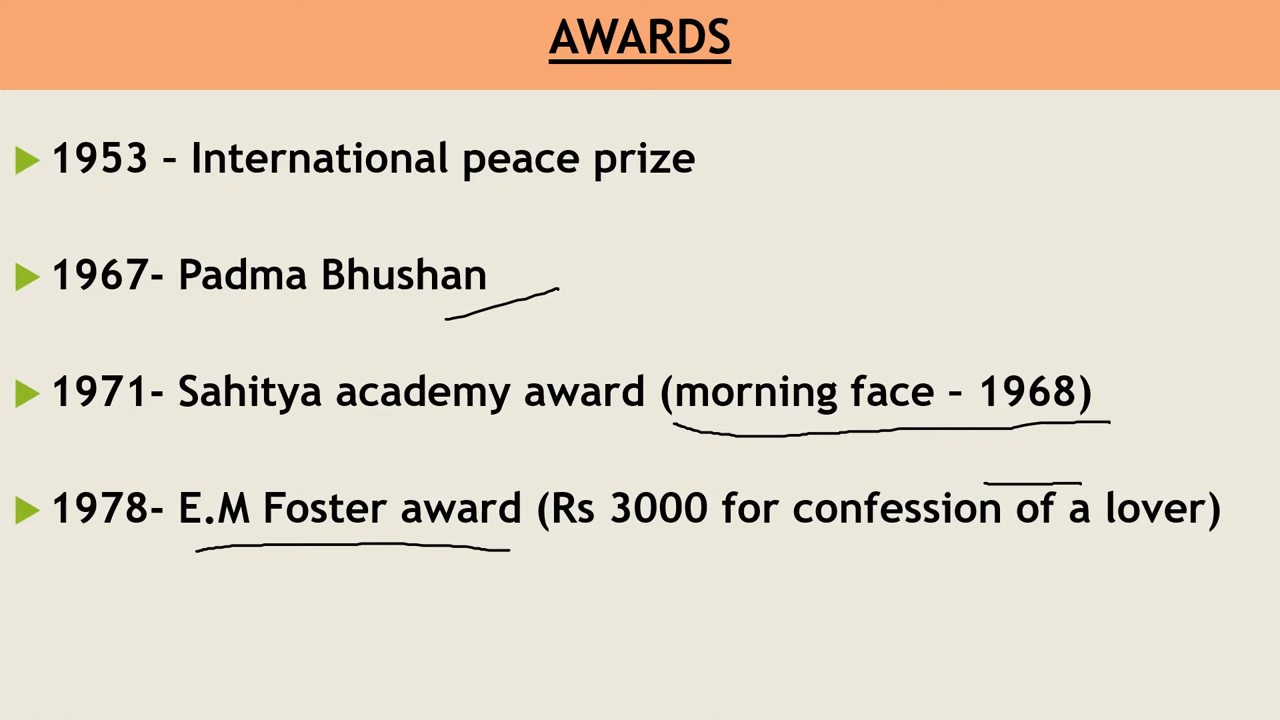 AWARDS
1953 – International peace prize
1967- Padma Bhushan
1971- Sahitya academy award (morning face – 1968)
1978- E.M Foster award (Rs 3000 for confession of a lover)